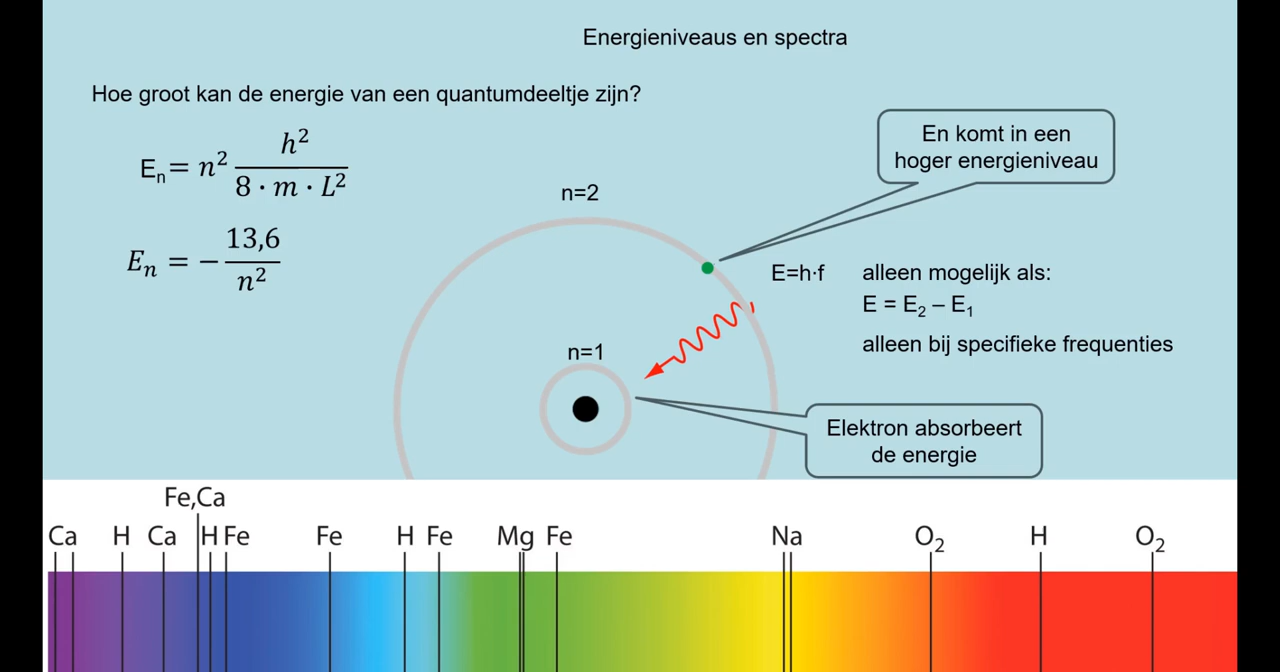 Energieniveaus en spectra
Hoe groot kan de energie van een quantumdeeltje zijn?
Eₙ= n² h² / 8 · m · L²
Eₙ = − 13,6 / n²
n=2
En komt in een
hoger energieniveau
E=h·f
alleen mogelijk als:
E = E₂ – E₁
alleen bij specifieke frequenties
n=1
Elektron absorbeert
de energie
Fe,Ca
Ca H Ca H Fe Fe H Fe Mg Fe Na O₂ H O₂